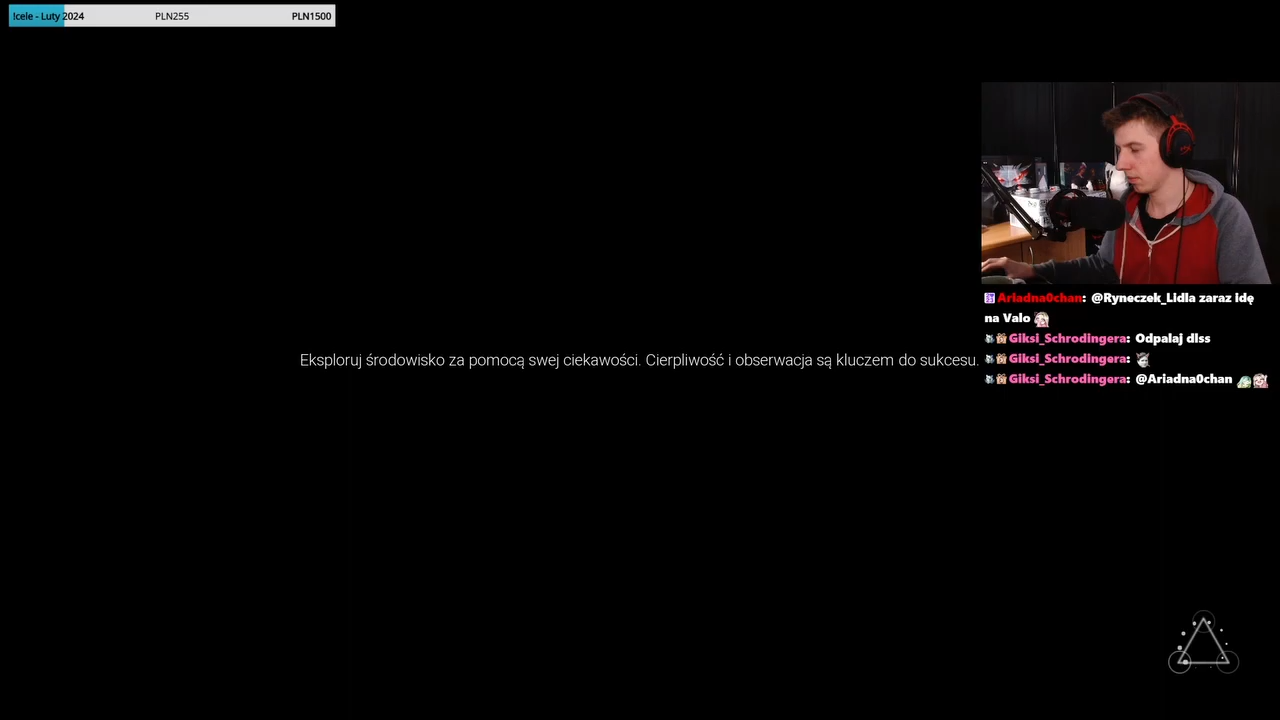 !cele - Luty 2024 PLN255 PLN1500
Ariadna0chan: @Ryneczek_Lidla zaraz idę
na Valo
Giksi_Schrodingera: Odpalaj dlss
Eksploruj środowisko za pomocą swej ciekawości. Cierpliwość i obserwacja są kluczem do sukcesu.
Giksi_Schrodingera:
Giksi_Schrodingera: @Ariadna0chan